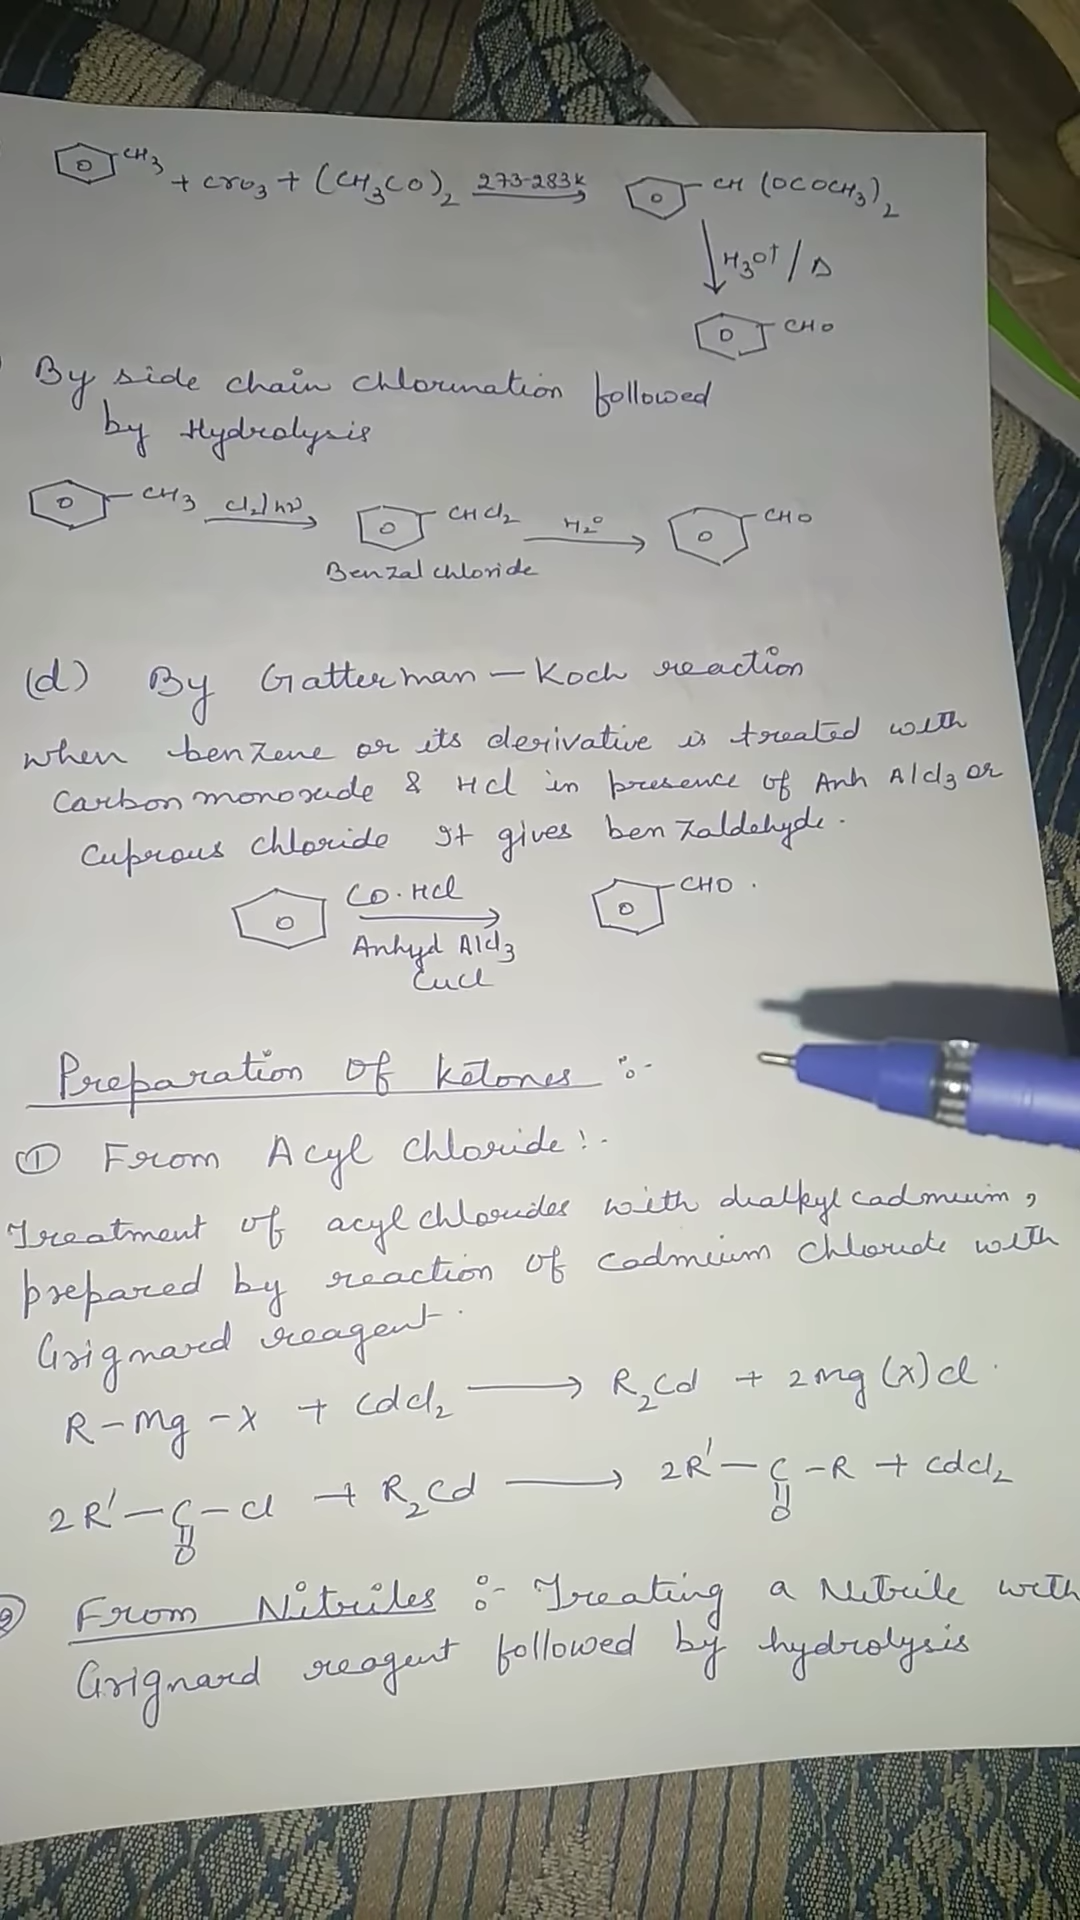 CH3 + CrO3 + (CH3CO)2 273-283K → CH (OCOCH3)2
H3O+ / Δ
CHO
By side chain chlorination followed
by Hydrolysis
CH3 Cl2/hν → CHCl2 H2O → CHO
Benzal chloride
(d) By Gatterman – Koch reaction
when benzene or its derivative is treated with
Carbon monoxide & HCl in presence of Anh AlCl3 or
Cuprous chloride It gives benzaldehyde.
CO.HCl → CHO.
Anhyd AlCl3
CuCl
Preparation of ketones :-
① From Acyl chloride :-
Treatment of acyl chlorides with dialkyl cadmium,
prepared by reaction of cadmium chloride with
Grignard reagent.
R–Mg–X + CdCl2 → R2Cd + 2Mg(X)Cl.
2R'–C–Cl + R2Cd → 2R'–C–R + CdCl2
O O
② From Nitriles :- Treating a Nitrile with
Grignard reagent followed by hydrolysis